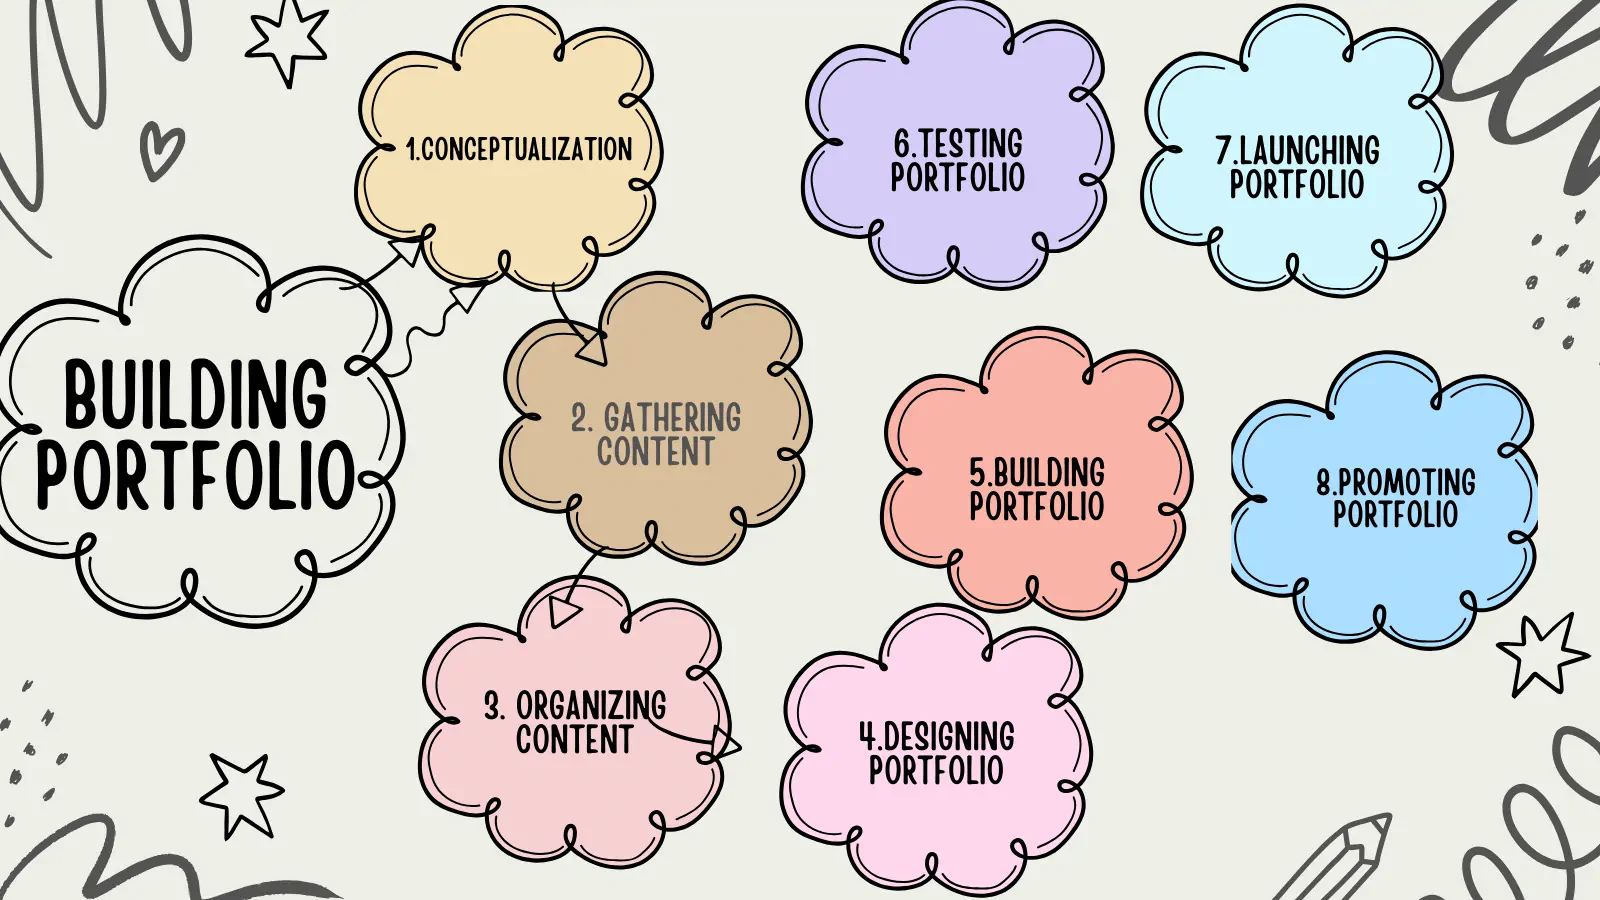 BUILDING
PORTFOLIO
1.CONCEPTUALIZATION
2. GATHERING
CONTENT
3. ORGANIZING
CONTENT
4.DESIGNING
PORTFOLIO
5.BUILDING
PORTFOLIO
6.TESTING
PORTFOLIO
7.LAUNCHING
PORTFOLIO
8.PROMOTING
PORTFOLIO